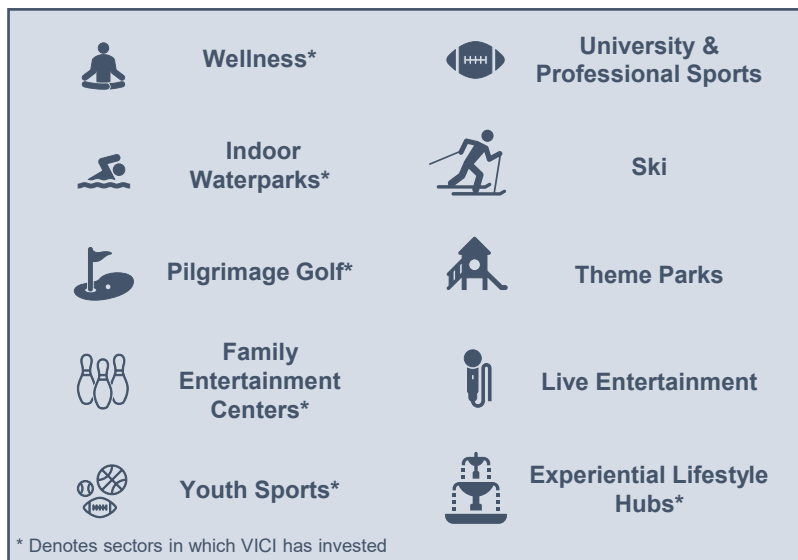 Wellness*
University &
Professional Sports
Indoor
Waterparks*
Ski
Pilgrimage Golf*
Theme Parks
Family
Entertainment
Centers*
Live Entertainment
Youth Sports*
Experiential Lifestyle
Hubs*
* Denotes sectors in which VICI has invested